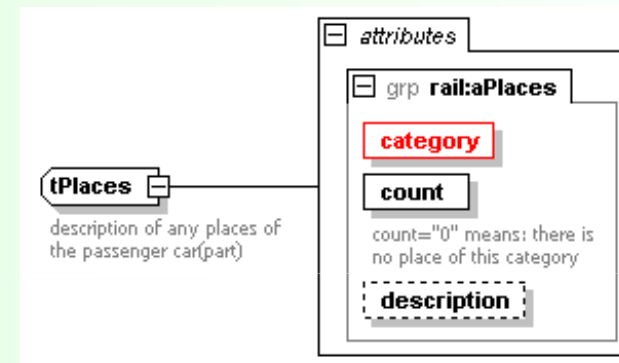 attributes
grp rail:aPlaces
category
tPlaces
count
description of any places of
the passenger car(part)
count="0" means: there is
no place of this category
description